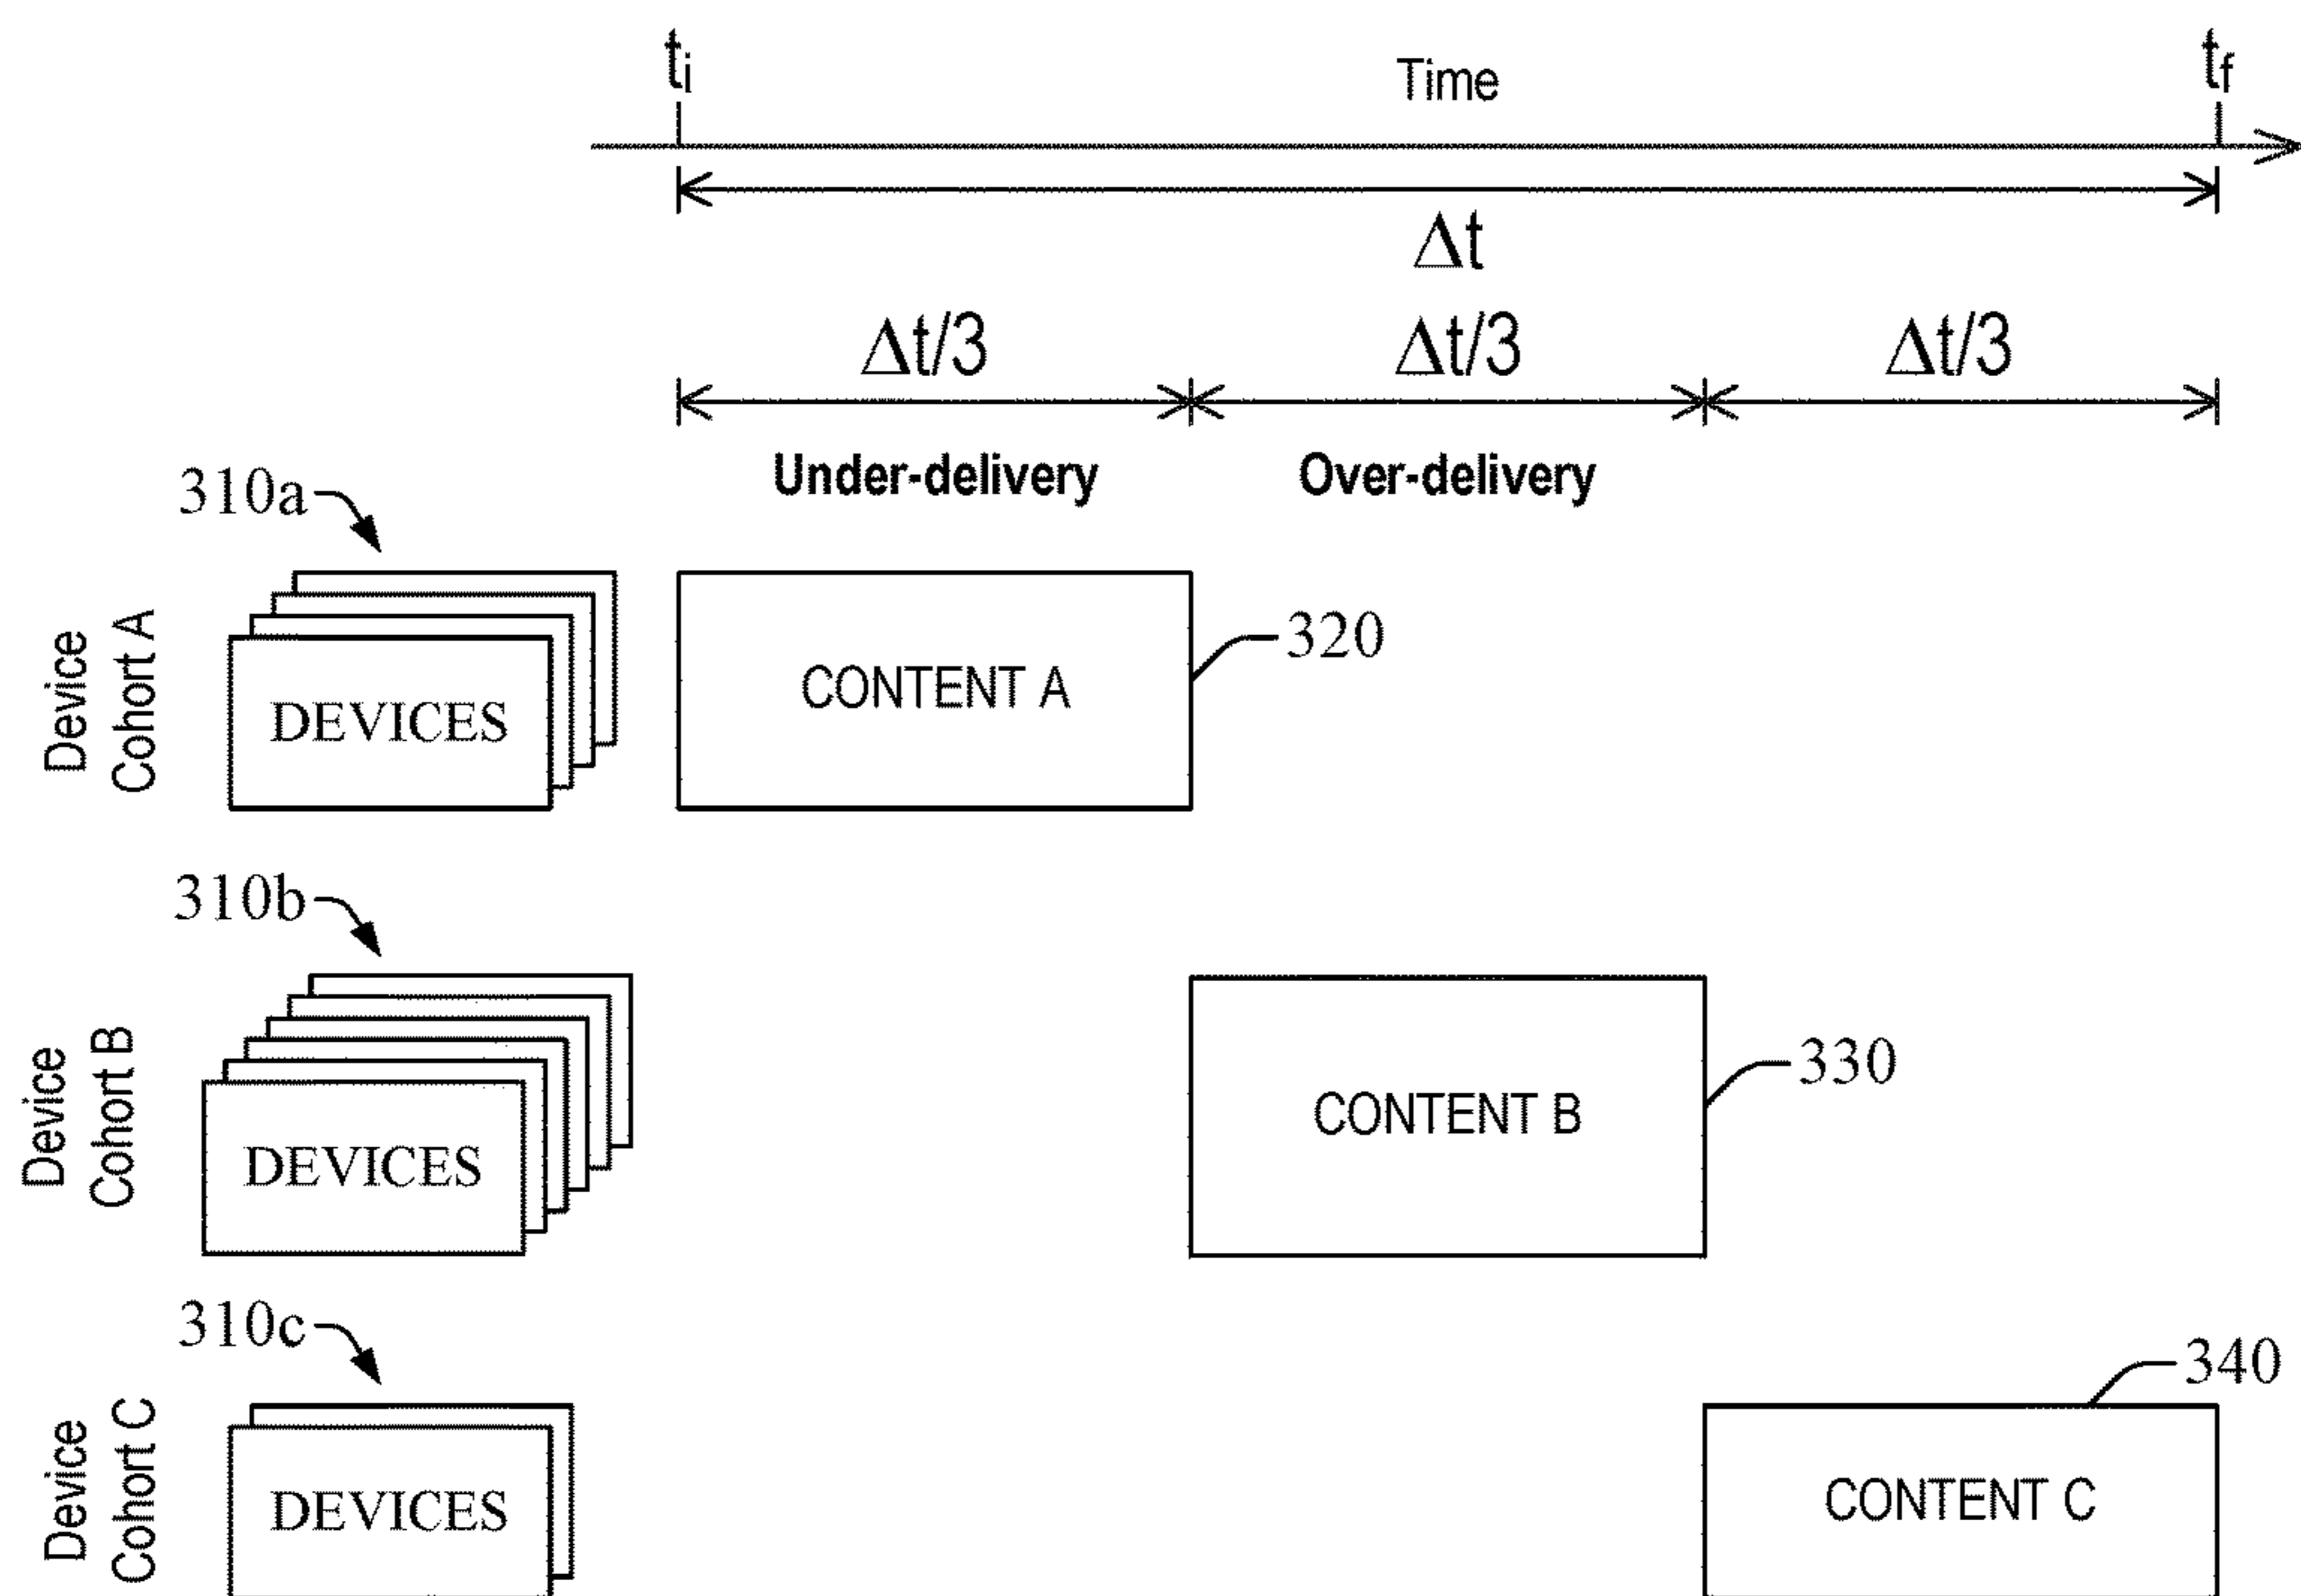 ti Time tf
Δt
Δt/3 Δt/3 Δt/3
Under-delivery Over-delivery
310a
Device
Cohort A
DEVICES
CONTENT A
320
310b
Device
Cohort B
DEVICES
CONTENT B
330
310c
Device
Cohort C
DEVICES
CONTENT C
340